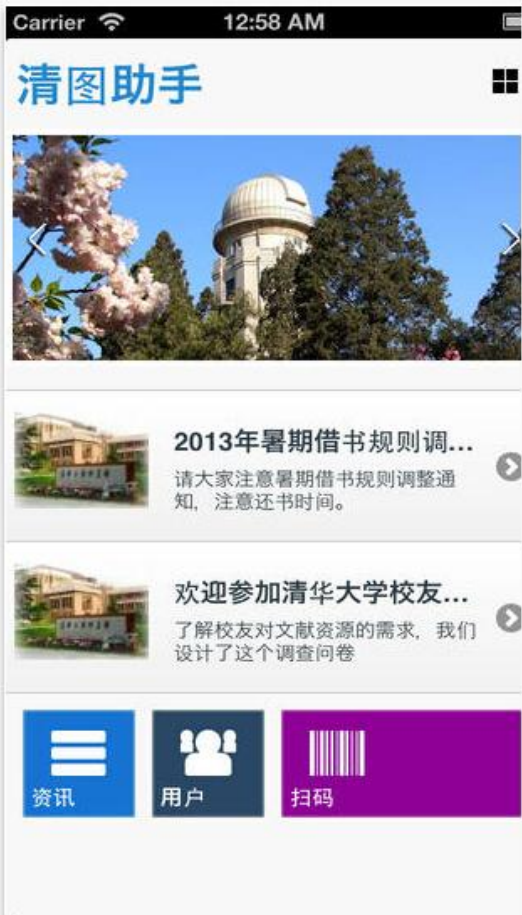 Carrier 12:58 AM
清图助手
2013年暑期借书规则调...
请大家注意暑期借书规则调整通
知，注意还书时间。
欢迎参加清华大学校友...
了解校友对文献资源的需求，我们
设计了这个调查问卷
资讯 用户 扫码